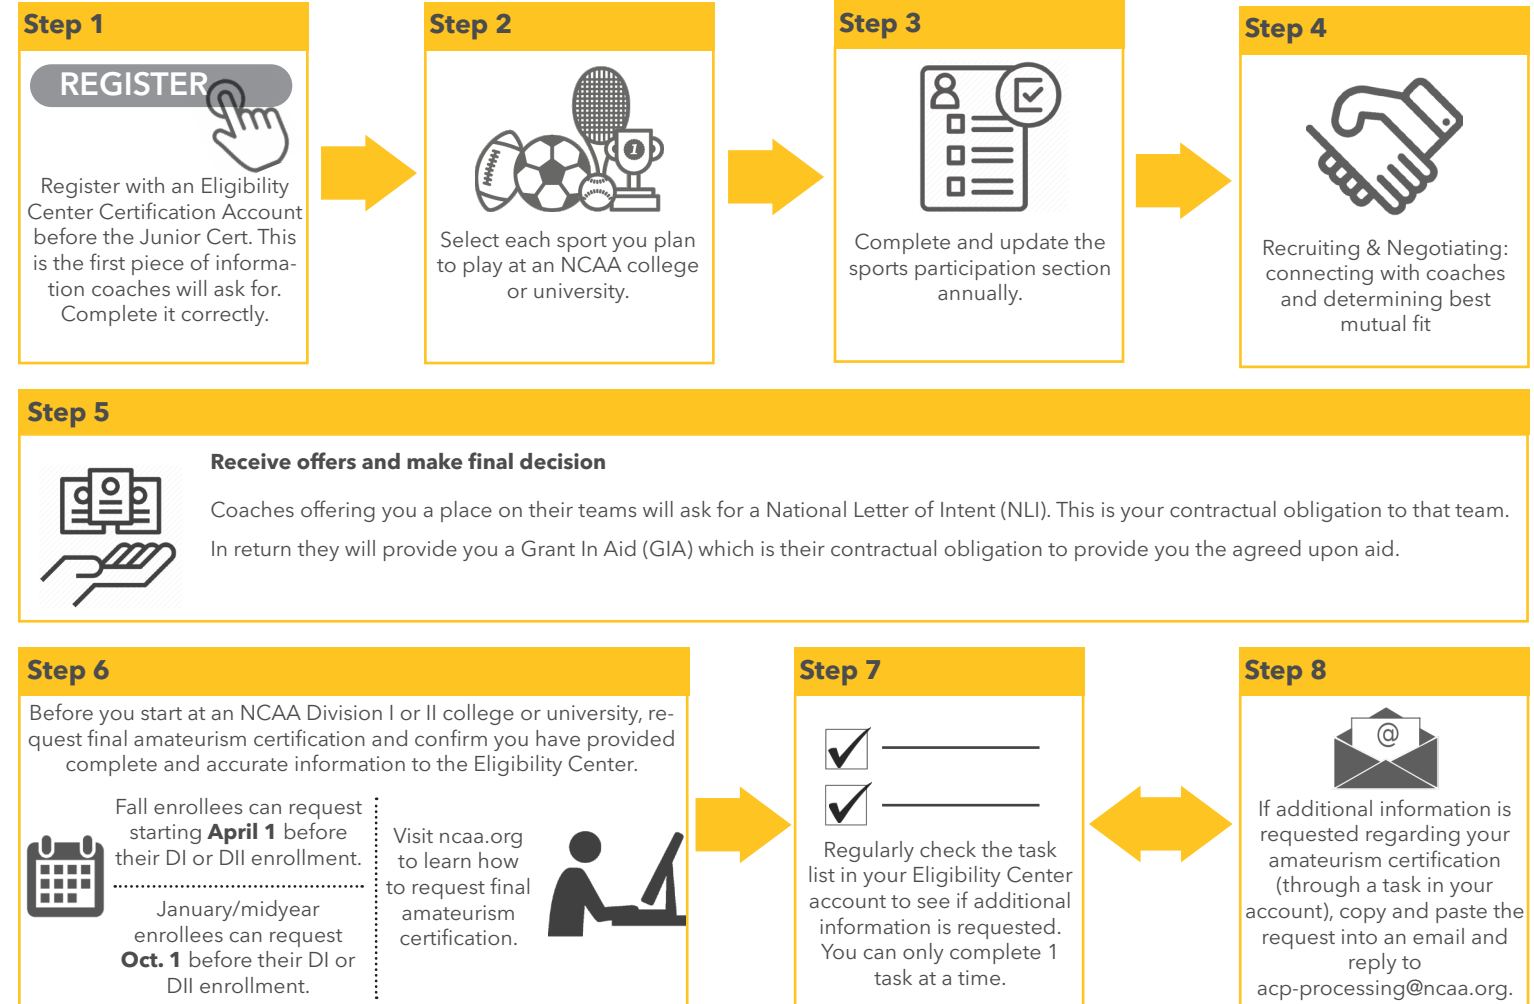 Step 1
REGISTER
Register with an Eligibility
Center Certification Account
before the Junior Cert. This
is the first piece of informa-
tion coaches will ask for.
Complete it correctly.
Step 2
1
Select each sport you plan
to play at an NCAA college
or university.
Step 3
Complete and update the
sports participation section
annually.
Step 4
Recruiting & Negotiating:
connecting with coaches
and determining best
mutual fit
Step 5
Receive offers and make final decision
Coaches offering you a place on their teams will ask for a National Letter of Intent (NLI). This is your contractual obligation to that team.
In return they will provide you a Grant In Aid (GIA) which is their contractual obligation to provide you the agreed upon aid.
Step 6
Before you start at an NCAA Division I or II college or university, re-
quest final amateurism certification and confirm you have provided
complete and accurate information to the Eligibility Center.
Fall enrollees can request
starting April 1 before
their DI or DII enrollment.
January/midyear
enrollees can request
Oct. 1 before their DI or
DII enrollment.
Visit ncaa.org
to learn how
to request final
amateurism
certification.
Step 7
Regularly check the task
list in your Eligibility Center
account to see if additional
information is requested.
You can only complete 1
task at a time.
Step 8
@
If additional information is
requested regarding your
amateurism certification
(through a task in your
account), copy and paste the
request into an email and
reply to
acp-processing@ncaa.org.